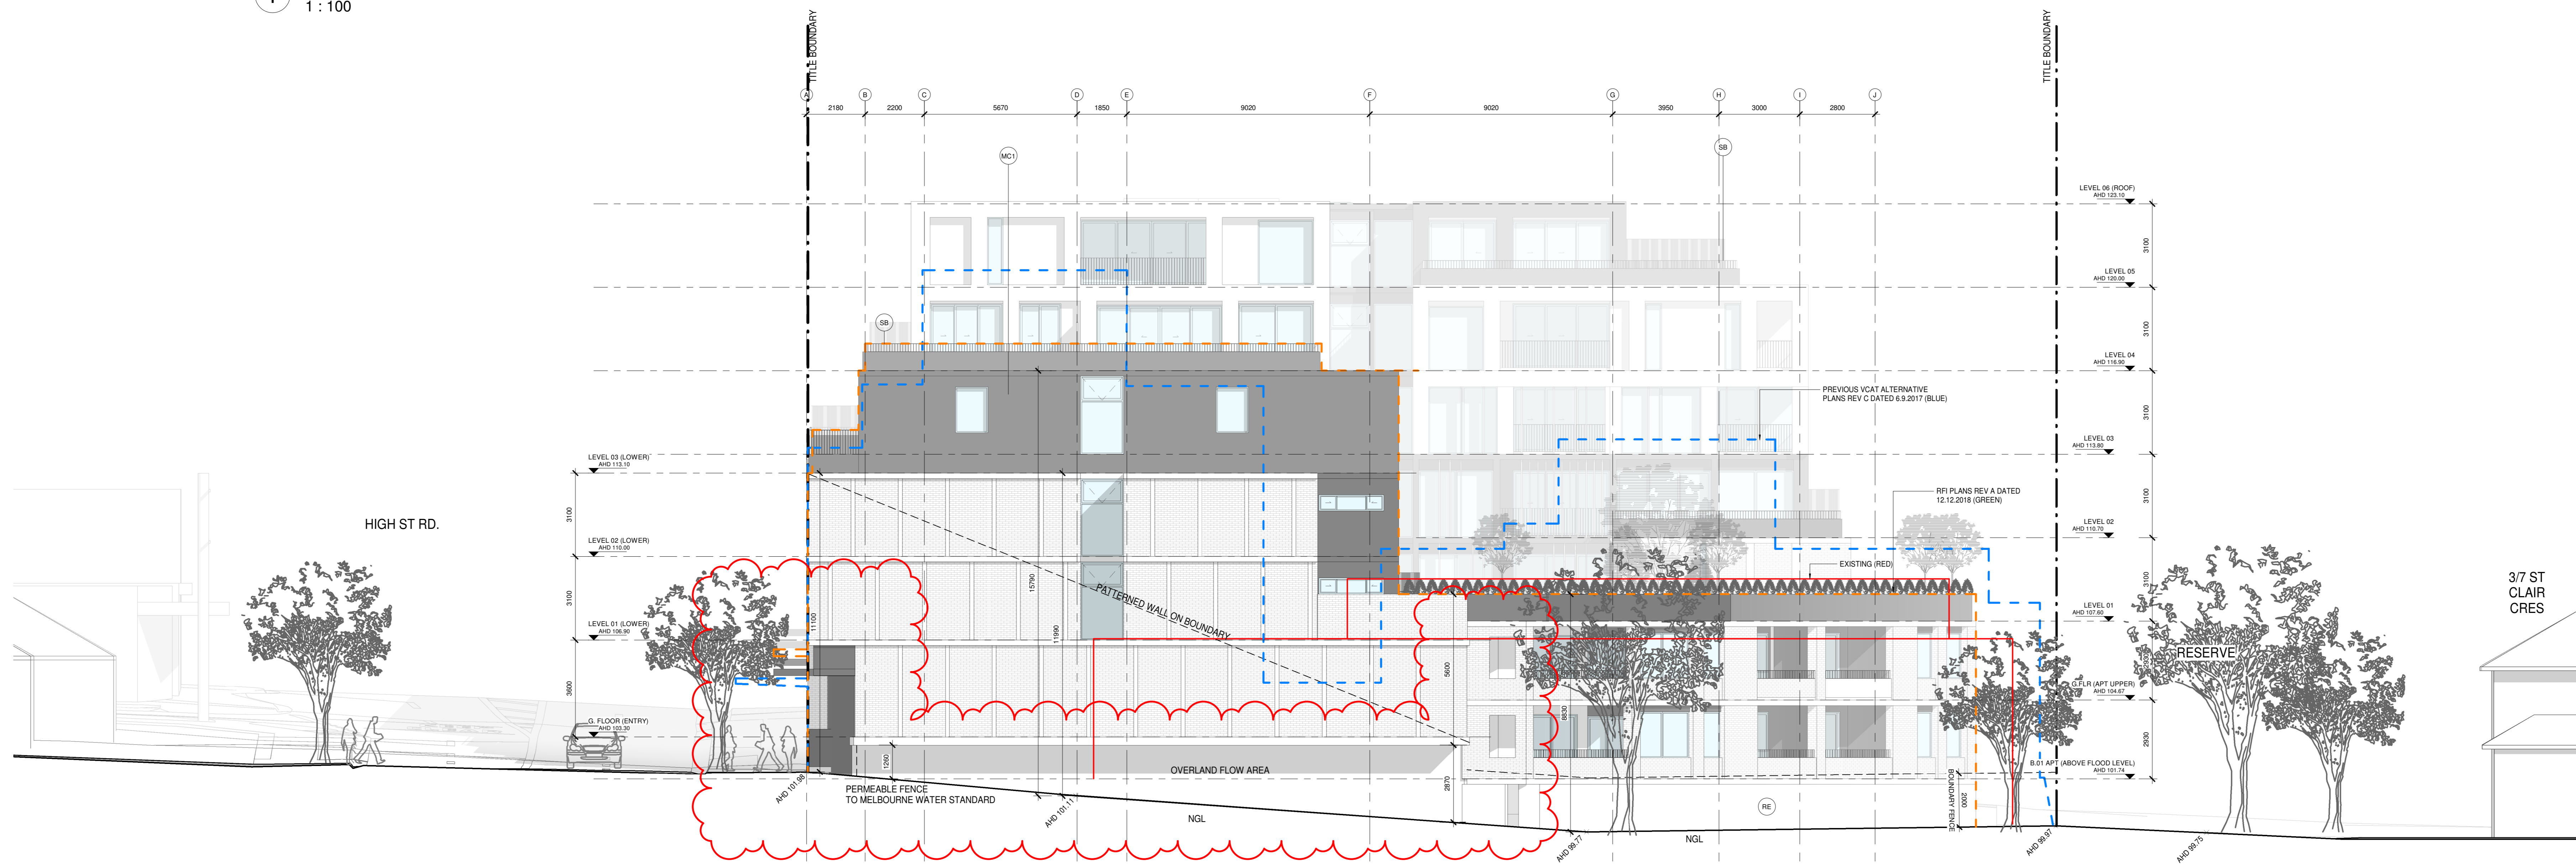 1 : 100
TITLE BOUNDARY
TITLE BOUNDARY
A
B
C
D
E
F
G
H
I
J
2180
2200
5670
1850
9020
9020
3950
3000
2800
MC1
SB
SB
LEVEL 06 (ROOF)
AHD 123.10
3100
LEVEL 05
AHD 120.00
3100
LEVEL 04
AHD 116.90
3100
PREVIOUS VCAT ALTERNATIVE
PLANS REV C DATED 6.9.2017 (BLUE)
LEVEL 03
AHD 113.80
3100
RFI PLANS REV A DATED
12.12.2018 (GREEN)
LEVEL 02
AHD 110.70
3100
EXISTING (RED)
LEVEL 01
AHD 107.60
G.FLR (APT UPPER)
AHD 104.67
2930
2930
B.01 APT (ABOVE FLOOD LEVEL)
AHD 101.74
LEVEL 03 (LOWER)
AHD 113.10
3100
LEVEL 02 (LOWER)
AHD 110.00
3100
LEVEL 01 (LOWER)
AHD 106.90
3600
G. FLOOR (ENTRY)
AHD 103.30
HIGH ST RD.
3/7 ST
CLAIR
CRES
RESERVE
PATTERNED WALL ON BOUNDARY
11100
15790
11990
5600
8830
1260
2870
OVERLAND FLOW AREA
PERMEABLE FENCE
TO MELBOURNE WATER STANDARD
BOUNDARY FENCE
2000
RE
NGL
NGL
AHD 101.98
AHD 101.11
AHD 99.77
AHD 99.97
AHD 99.75